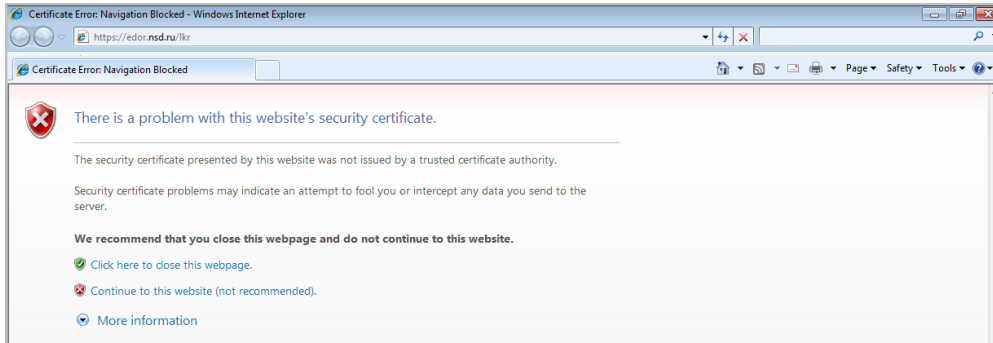 Certificate Error: Navigation Blocked - Windows Internet Explorer
https://edor.nsd.ru/lkr
Certificate Error: Navigation Blocked
Page Safety Tools
There is a problem with this website's security certificate.
The security certificate presented by this website was not issued by a trusted certificate authority.
Security certificate problems may indicate an attempt to fool you or intercept any data you send to the
server.
We recommend that you close this webpage and do not continue to this website.
Click here to close this webpage.
Continue to this website (not recommended).
More information